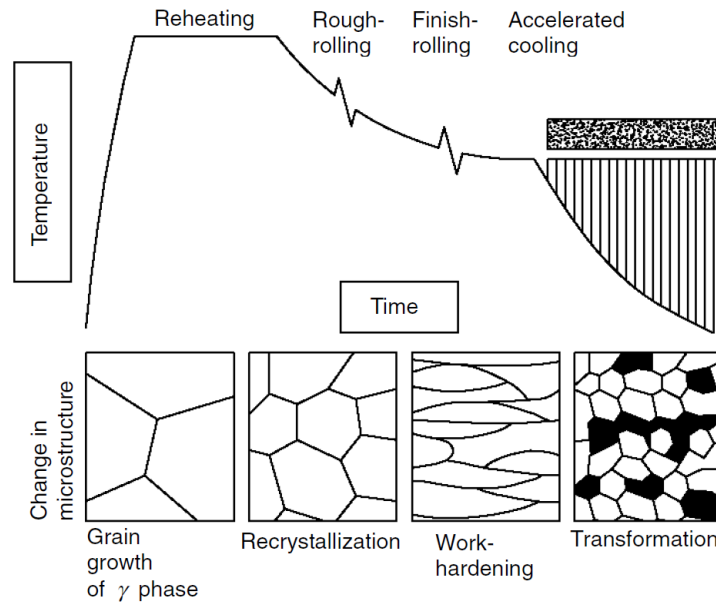 Reheating
Rough-
rolling
Finish-
rolling
Accelerated
cooling
Temperature
Time
Change in
microstructure
Grain
growth
of γ phase
Recrystallization
Work-
hardening
Transformation